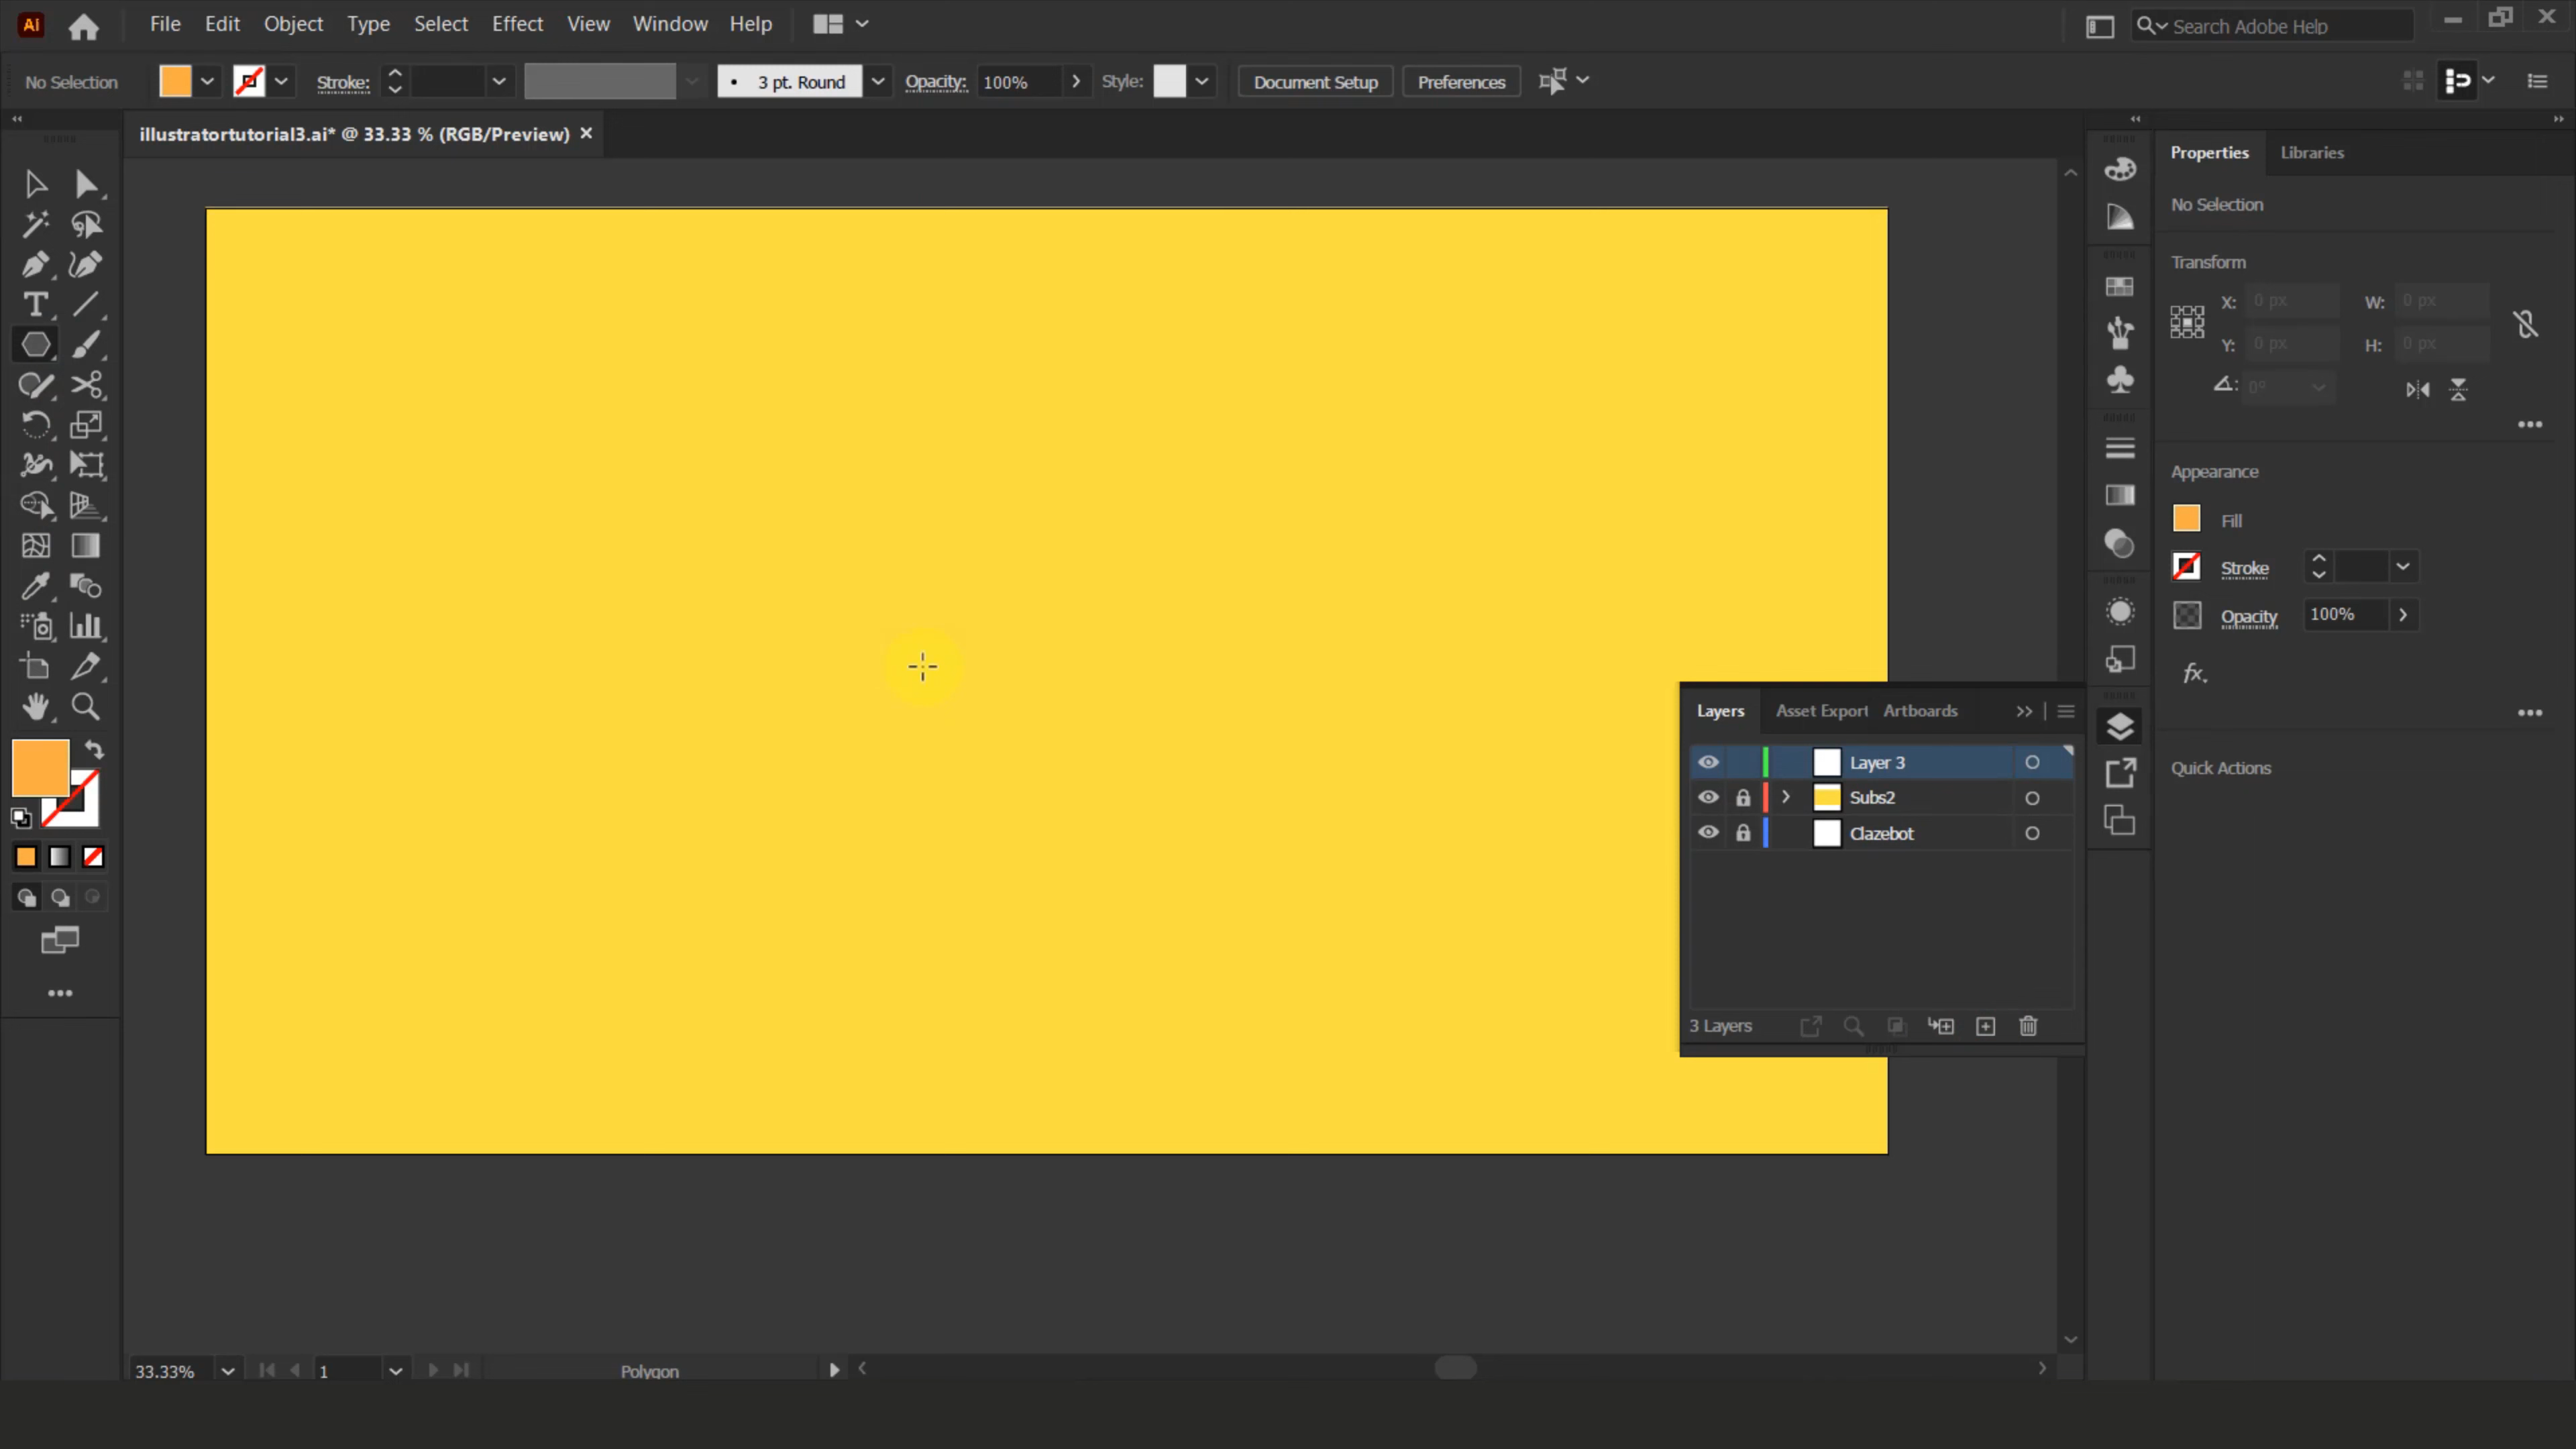 Ai File Edit Object Type Select Effect View Window Help Search Adobe Help
No Selection Stroke: 3 pt. Round Opacity: 100% Style: Document Setup Preferences
illustratortutorial3.ai* @ 33.33 % (RGB/Preview)
Properties Libraries
No Selection
Transform
X: 0 px W: 0 px
Y: 0 px H: 0 px
0°
Appearance
Fill
Stroke
Opacity 100%
fx.
Quick Actions
Layers Asset Export Artboards
Layer 3
Subs2
Clazebot
3 Layers
33.33% 1 Polygon